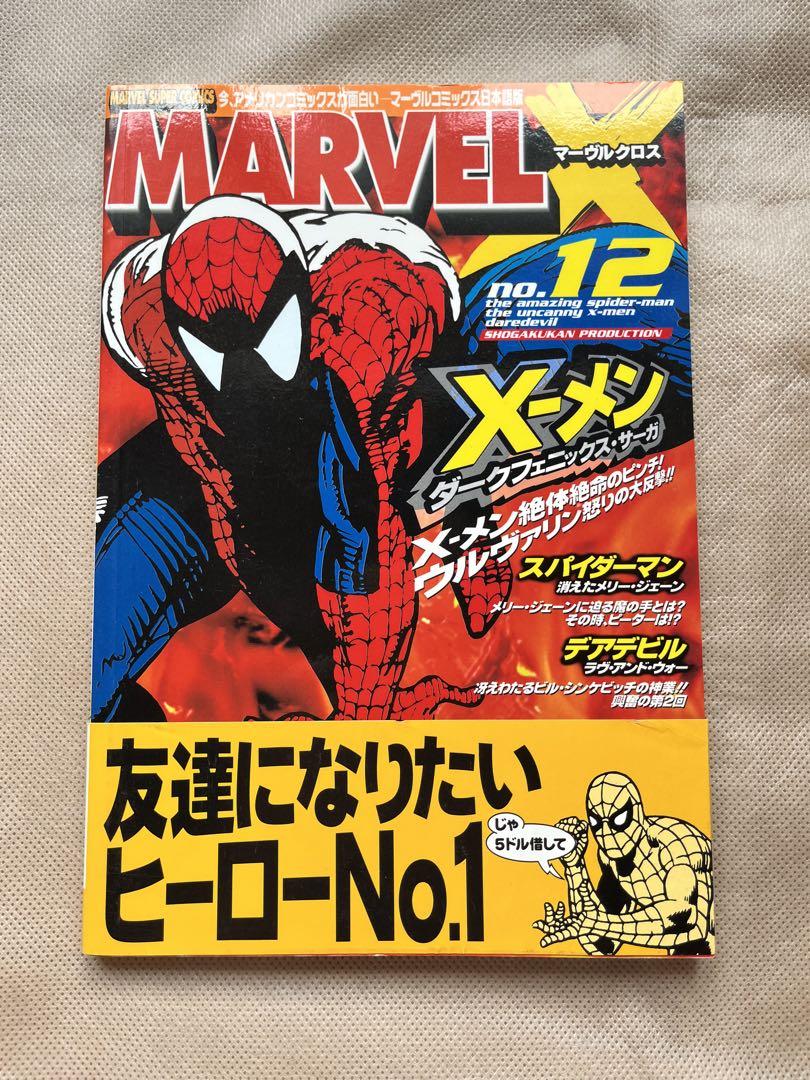 MARVEL SUPER COMICS 今、アメリカンコミックスが面白い―マーヴルコミックス日本語版
MARVEL X
マーヴルクロス
no.12
the amazing spider-man
the uncanny x-men
daredevil
SHOGAKUKAN PRODUCTION
X-メン
ダークフェニックス・サーガ
X-メン絶体絶命のピンチ!
ウルヴァリン怒りの大反撃!!
スパイダーマン
消えたメリー・ジェーン
メリー・ジェーンに迫る魔の手とは?
その時、ピーターは!?
デアデビル
ラヴ・アンド・ウォー
冴えわたるビル・シンケビッチの神業!!
興奮の第2回
友達になりたい
ヒーローNo.1
じゃ
5ドル借して